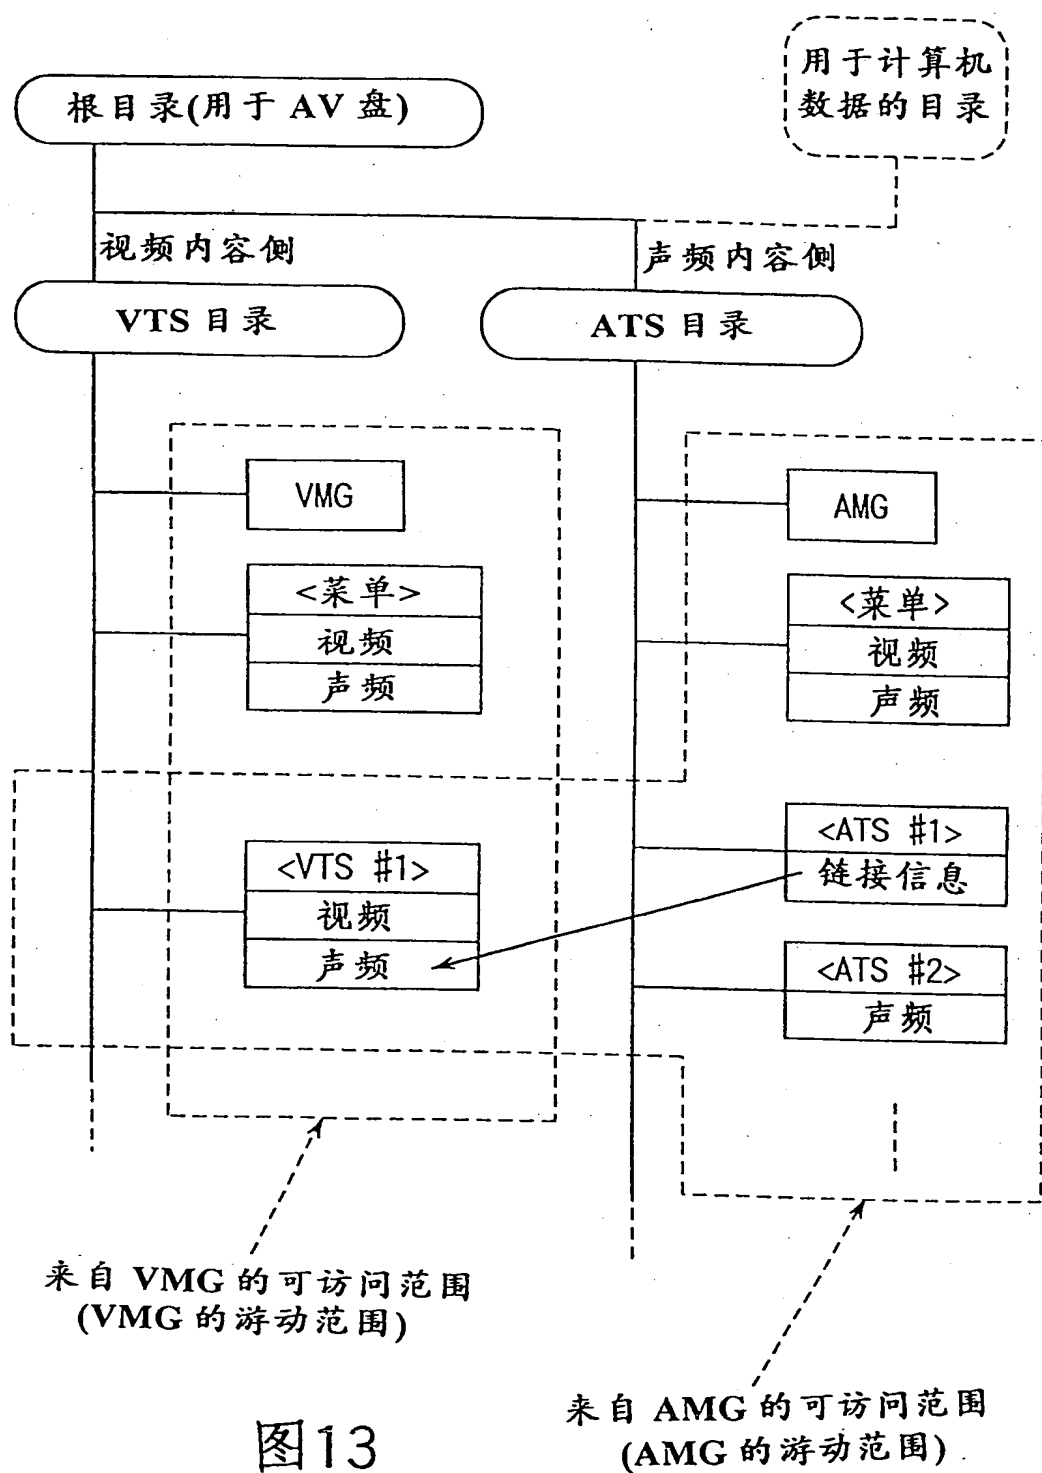 用于计算机
数据的目录
根目录(用于 AV 盘)
视频内容侧
声频内容侧
VTS 目录
ATS 目录
VMG
<菜单>
视频
声频
<VTS #1>
视频
声频
AMG
<菜单>
视频
声频
<ATS #1>
链接信息
<ATS #2>
声频
来自 VMG 的可访问范围
(VMG 的游动范围)
来自 AMG 的可访问范围
(AMG 的游动范围)
图13